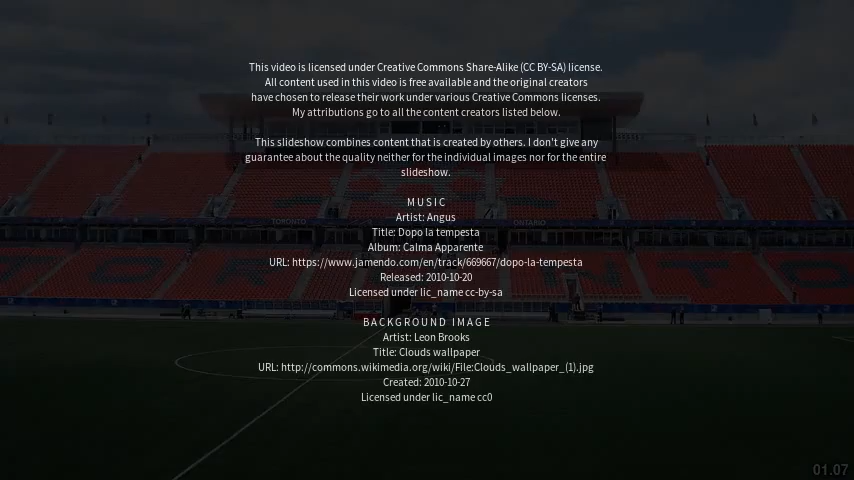 This video is licensed under Creative Commons Share-Alike (CC BY-SA) license.
All content used in this video is free available and the original creators
have chosen to release their work under various Creative Commons licenses.
My attributions go to all the content creators listed below.
This slideshow combines content that is created by others. I don't give any
guarantee about the quality neither for the individual images nor for the entire
slideshow.
MUSIC
Artist: Angus
Title: Dopo la tempesta
Album: Calma Apparente
URL: https://www.jamendo.com/en/track/669667/dopo-la-tempesta
Released: 2010-10-20
Licensed under lic_name cc-by-sa
BACKGROUND IMAGE
Artist: Leon Brooks
Title: Clouds wallpaper
URL: http://commons.wikimedia.org/wiki/File:Clouds_wallpaper_(1).jpg
Created: 2010-10-27
Licensed under lic_name cc0
TORONTO
ONTARIO
01.07